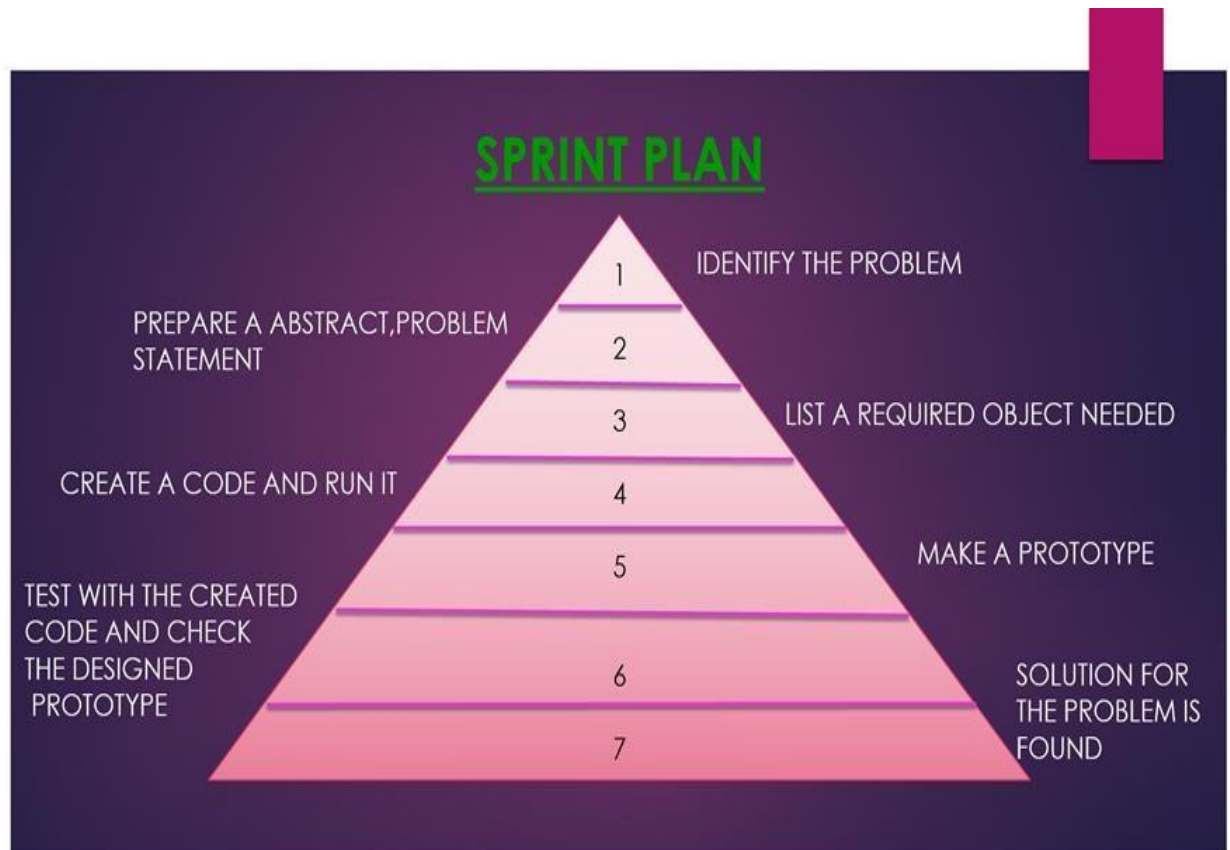 SPRINT PLAN
1
IDENTIFY THE PROBLEM
PREPARE A ABSTRACT,PROBLEM
STATEMENT
2
3
LIST A REQUIRED OBJECT NEEDED
CREATE A CODE AND RUN IT
4
5
MAKE A PROTOTYPE
TEST WITH THE CREATED
CODE AND CHECK
THE DESIGNED
PROTOTYPE
6
SOLUTION FOR
THE PROBLEM IS
FOUND
7